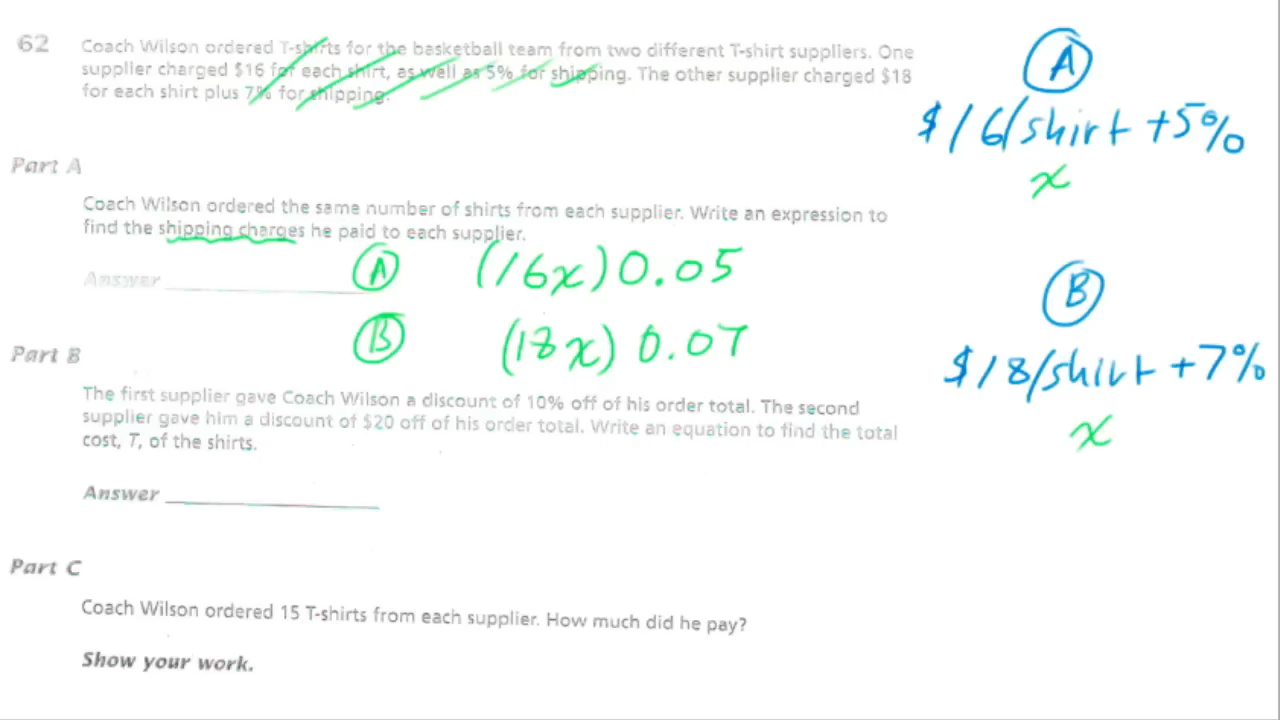 62 Coach Wilson ordered T-shirts for the basketball team from two different T-shirt suppliers. One
supplier charged $16 for each shirt, as well as 5% for shipping. The other supplier charged $18
for each shirt plus 7% for shipping.
A
$16/shirt +5%
x
Part A
Coach Wilson ordered the same number of shirts from each supplier. Write an expression to
find the shipping charges he paid to each supplier.
Answer
A (16x) 0.05
B (18x) 0.07
B
$18/shirt +7%
x
Part B
The first supplier gave Coach Wilson a discount of 10% off of his order total. The second
supplier gave him a discount of $20 off of his order total. Write an equation to find the total
cost, T, of the shirts.
Answer
Part C
Coach Wilson ordered 15 T-shirts from each supplier. How much did he pay?
Show your work.